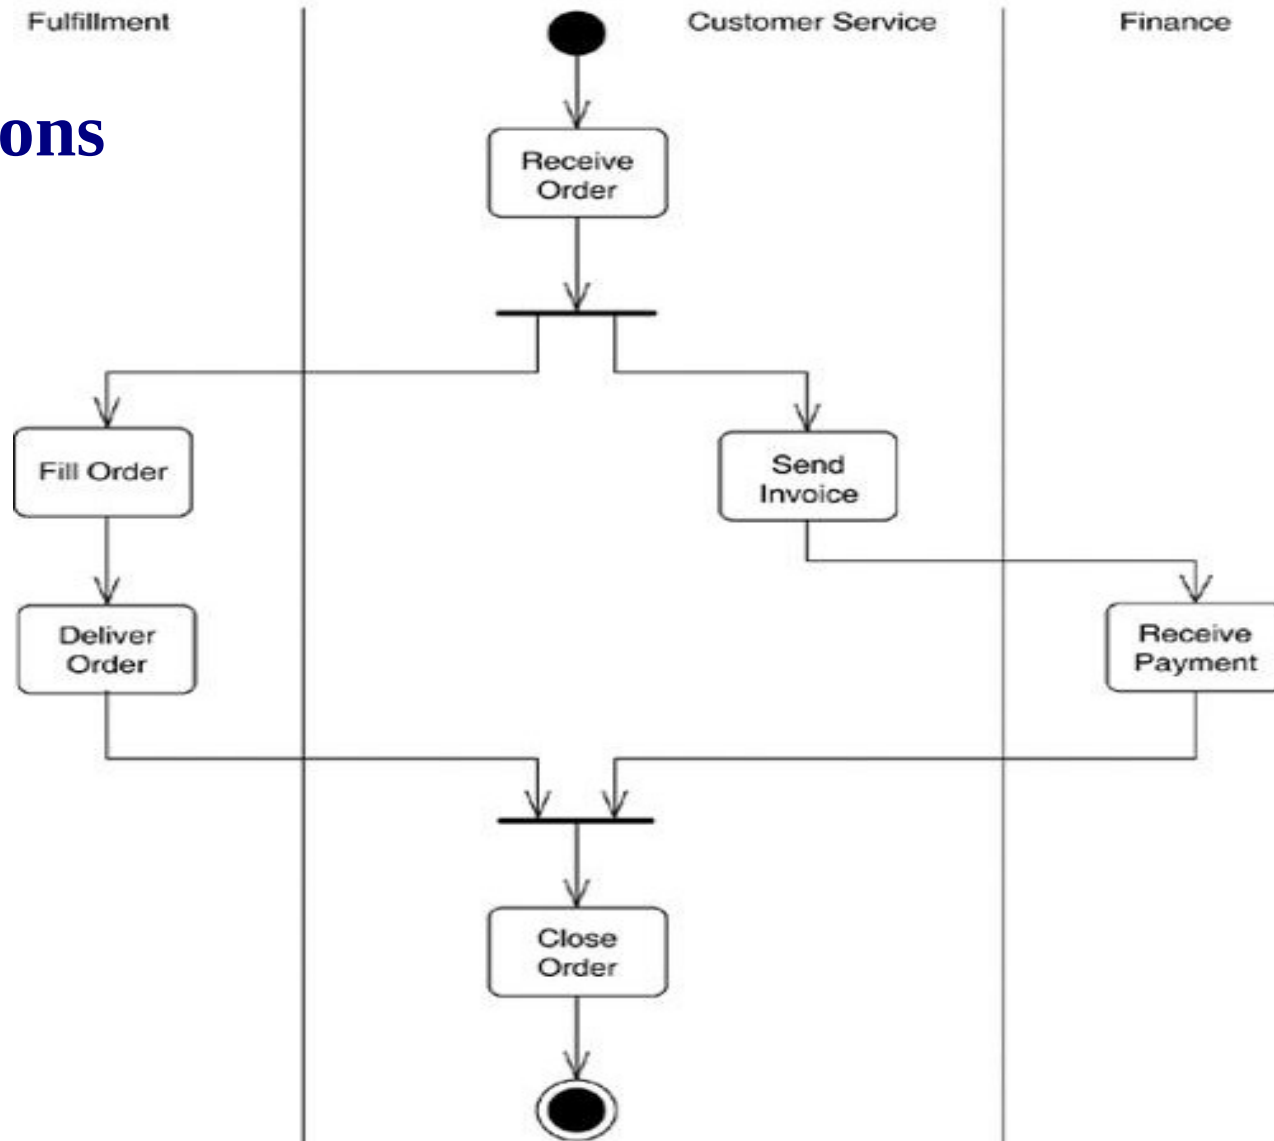 Fulfillment
Customer Service
Finance
ons
Receive
Order
Fill Order
Send
Invoice
Deliver
Order
Receive
Payment
Close
Order